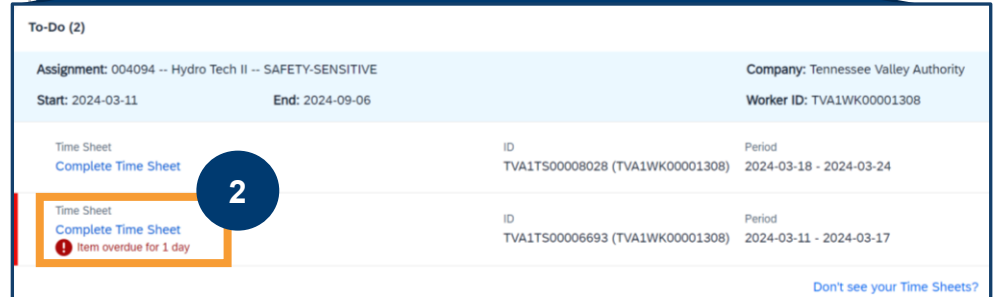 To-Do (2)
Assignment: 004094 -- Hydro Tech II -- SAFETY-SENSITIVE
Company: Tennessee Valley Authority
Start: 2024-03-11
End: 2024-09-06
Worker ID: TVA1WK00001308
Time Sheet
ID
Period
Complete Time Sheet
TVA1TS00008028 (TVA1WK00001308)
2024-03-18 - 2024-03-24
2
Time Sheet
ID
Period
Complete Time Sheet
TVA1TS00006693 (TVA1WK00001308)
2024-03-11 - 2024-03-17
! Item overdue for 1 day
Don't see your Time Sheets?